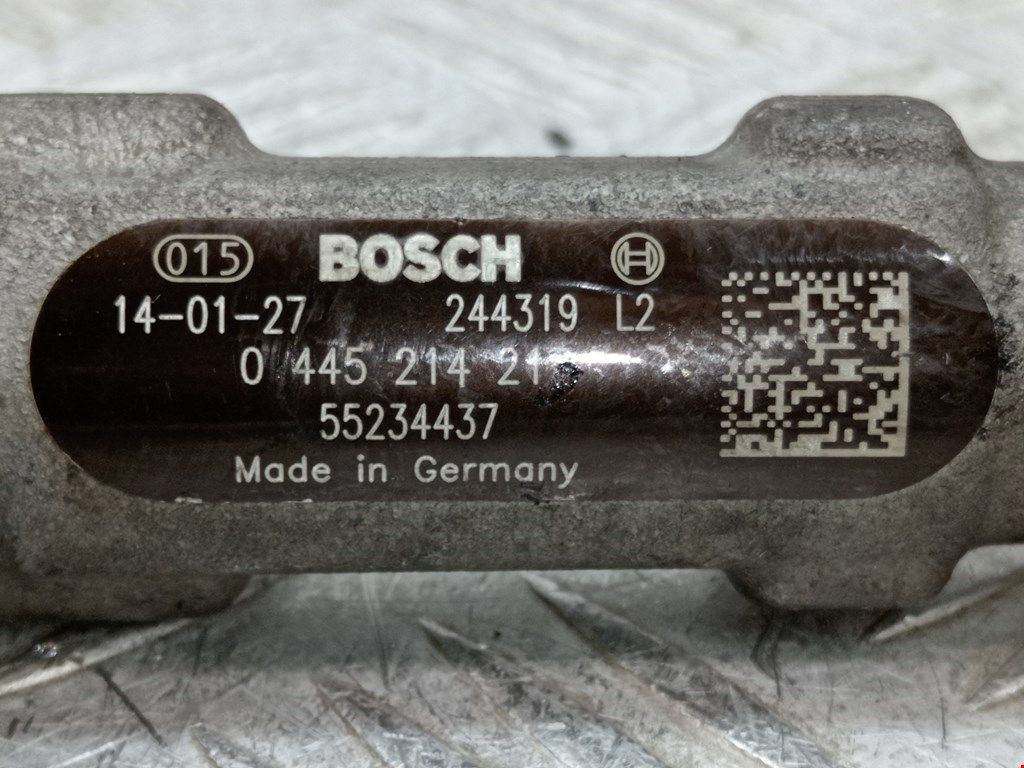 015 BOSCH
14-01-27 244319 L2
0 445 214 21
55234437
Made in Germany